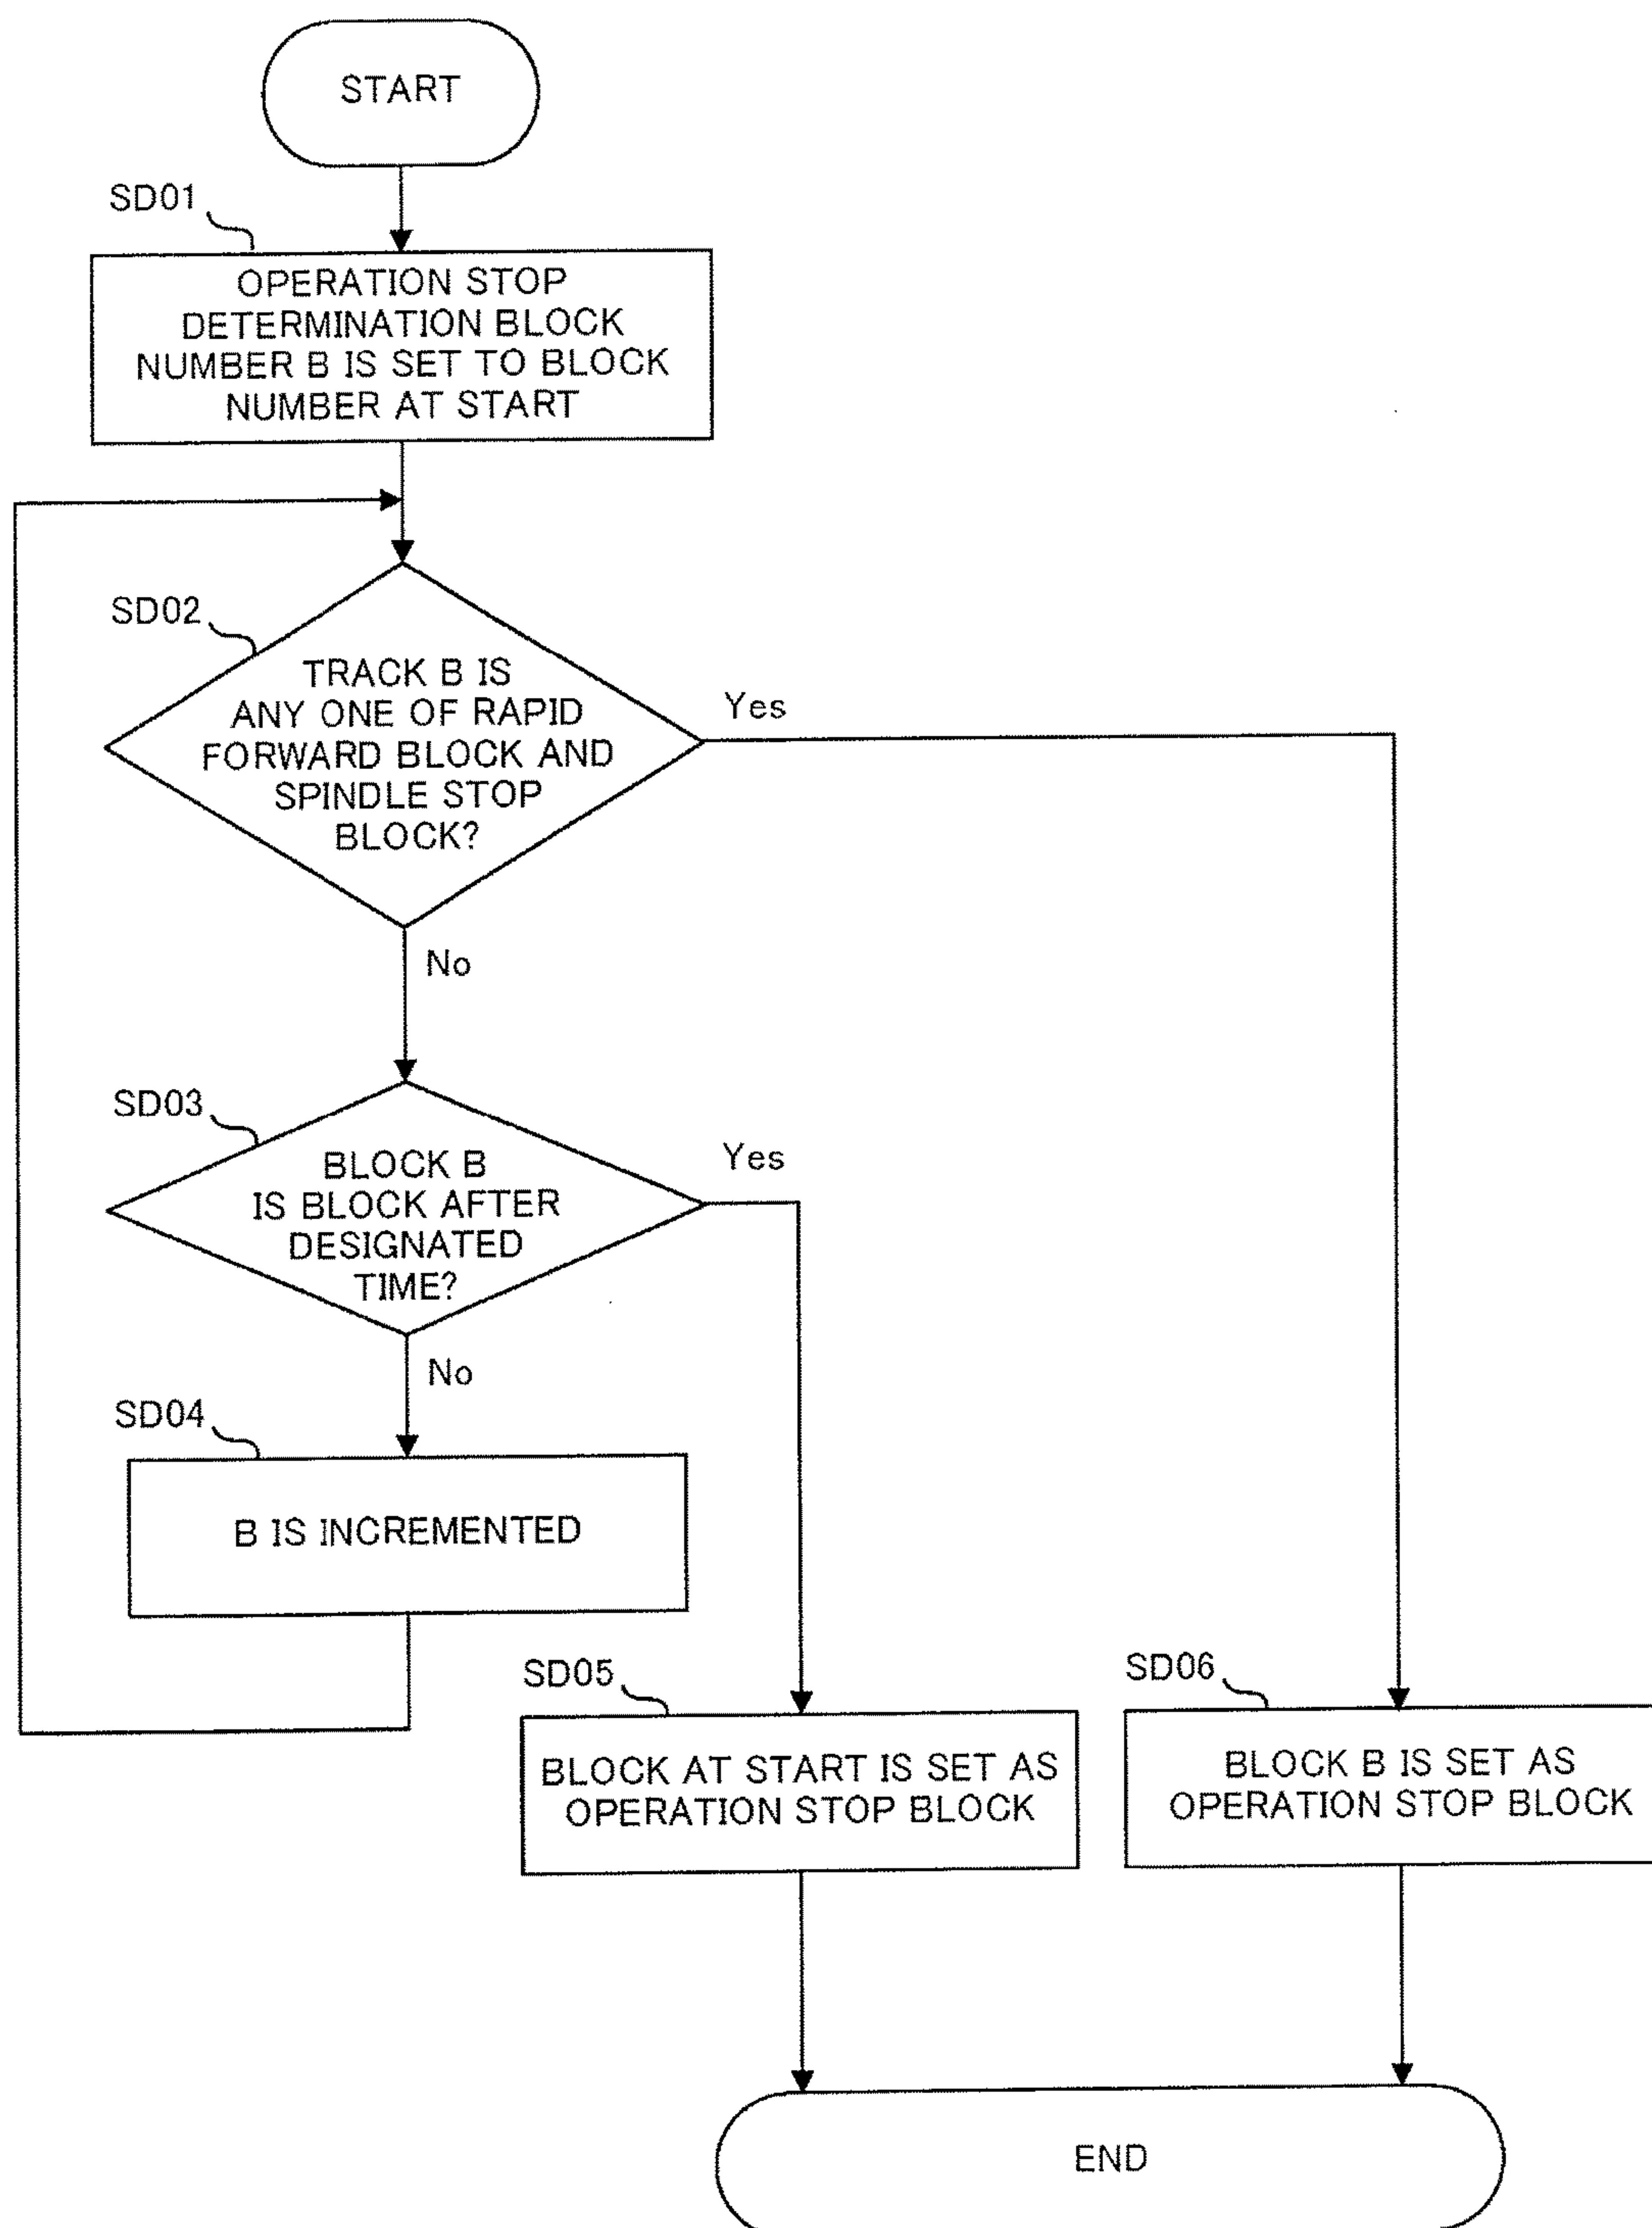 START
SD01
OPERATION STOP
DETERMINATION BLOCK
NUMBER B IS SET TO BLOCK
NUMBER AT START
SD02
TRACK B IS
ANY ONE OF RAPID
FORWARD BLOCK AND
SPINDLE STOP
BLOCK?
Yes
No
SD03
BLOCK B
IS BLOCK AFTER
DESIGNATED
TIME?
Yes
No
SD04
B IS INCREMENTED
SD05
BLOCK AT START IS SET AS
OPERATION STOP BLOCK
SD06
BLOCK B IS SET AS
OPERATION STOP BLOCK
END